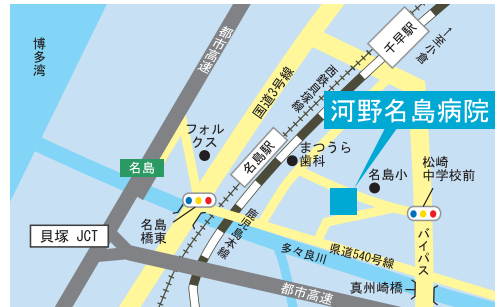 博多湾
都市高速
国道3号線
西鉄貝塚線
千早駅
↑至小倉
河野名島病院
フォル
クス
名島駅
まつうら
歯科
名島
名島小
松崎
中学校前
名島
橋東
鹿児島本線
貝塚 JCT
多々良川
県道540号線
バイパス
真州崎橋
都市高速